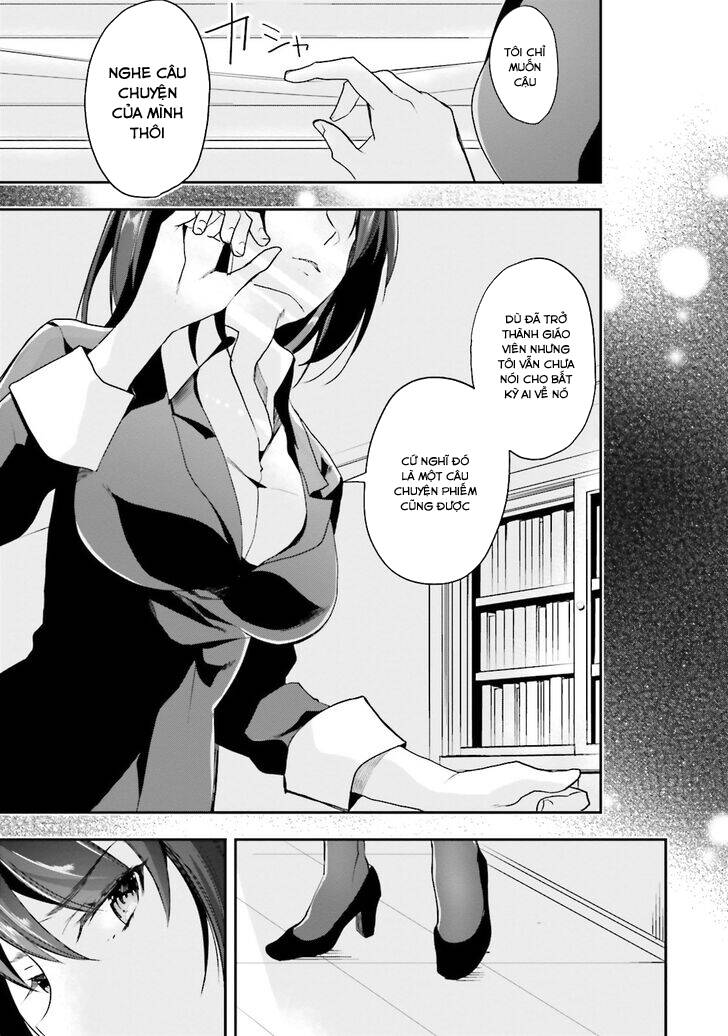 TÔI CHỈ
MUỐN
CẬU
NGHE CÂU
CHUYỆN
CỦA MÌNH
THÔI
ガシャ
DÙ ĐÃ TRỞ
THÀNH GIÁO
VIÊN NHƯNG
TÔI VẪN CHƯA
NÓI CHO BẤT
KỲ AI VỀ NÓ
CỨ NGHĨ ĐÓ
LÀ MỘT CÂU
CHUYỆN PHIẾM
CŨNG ĐƯỢC